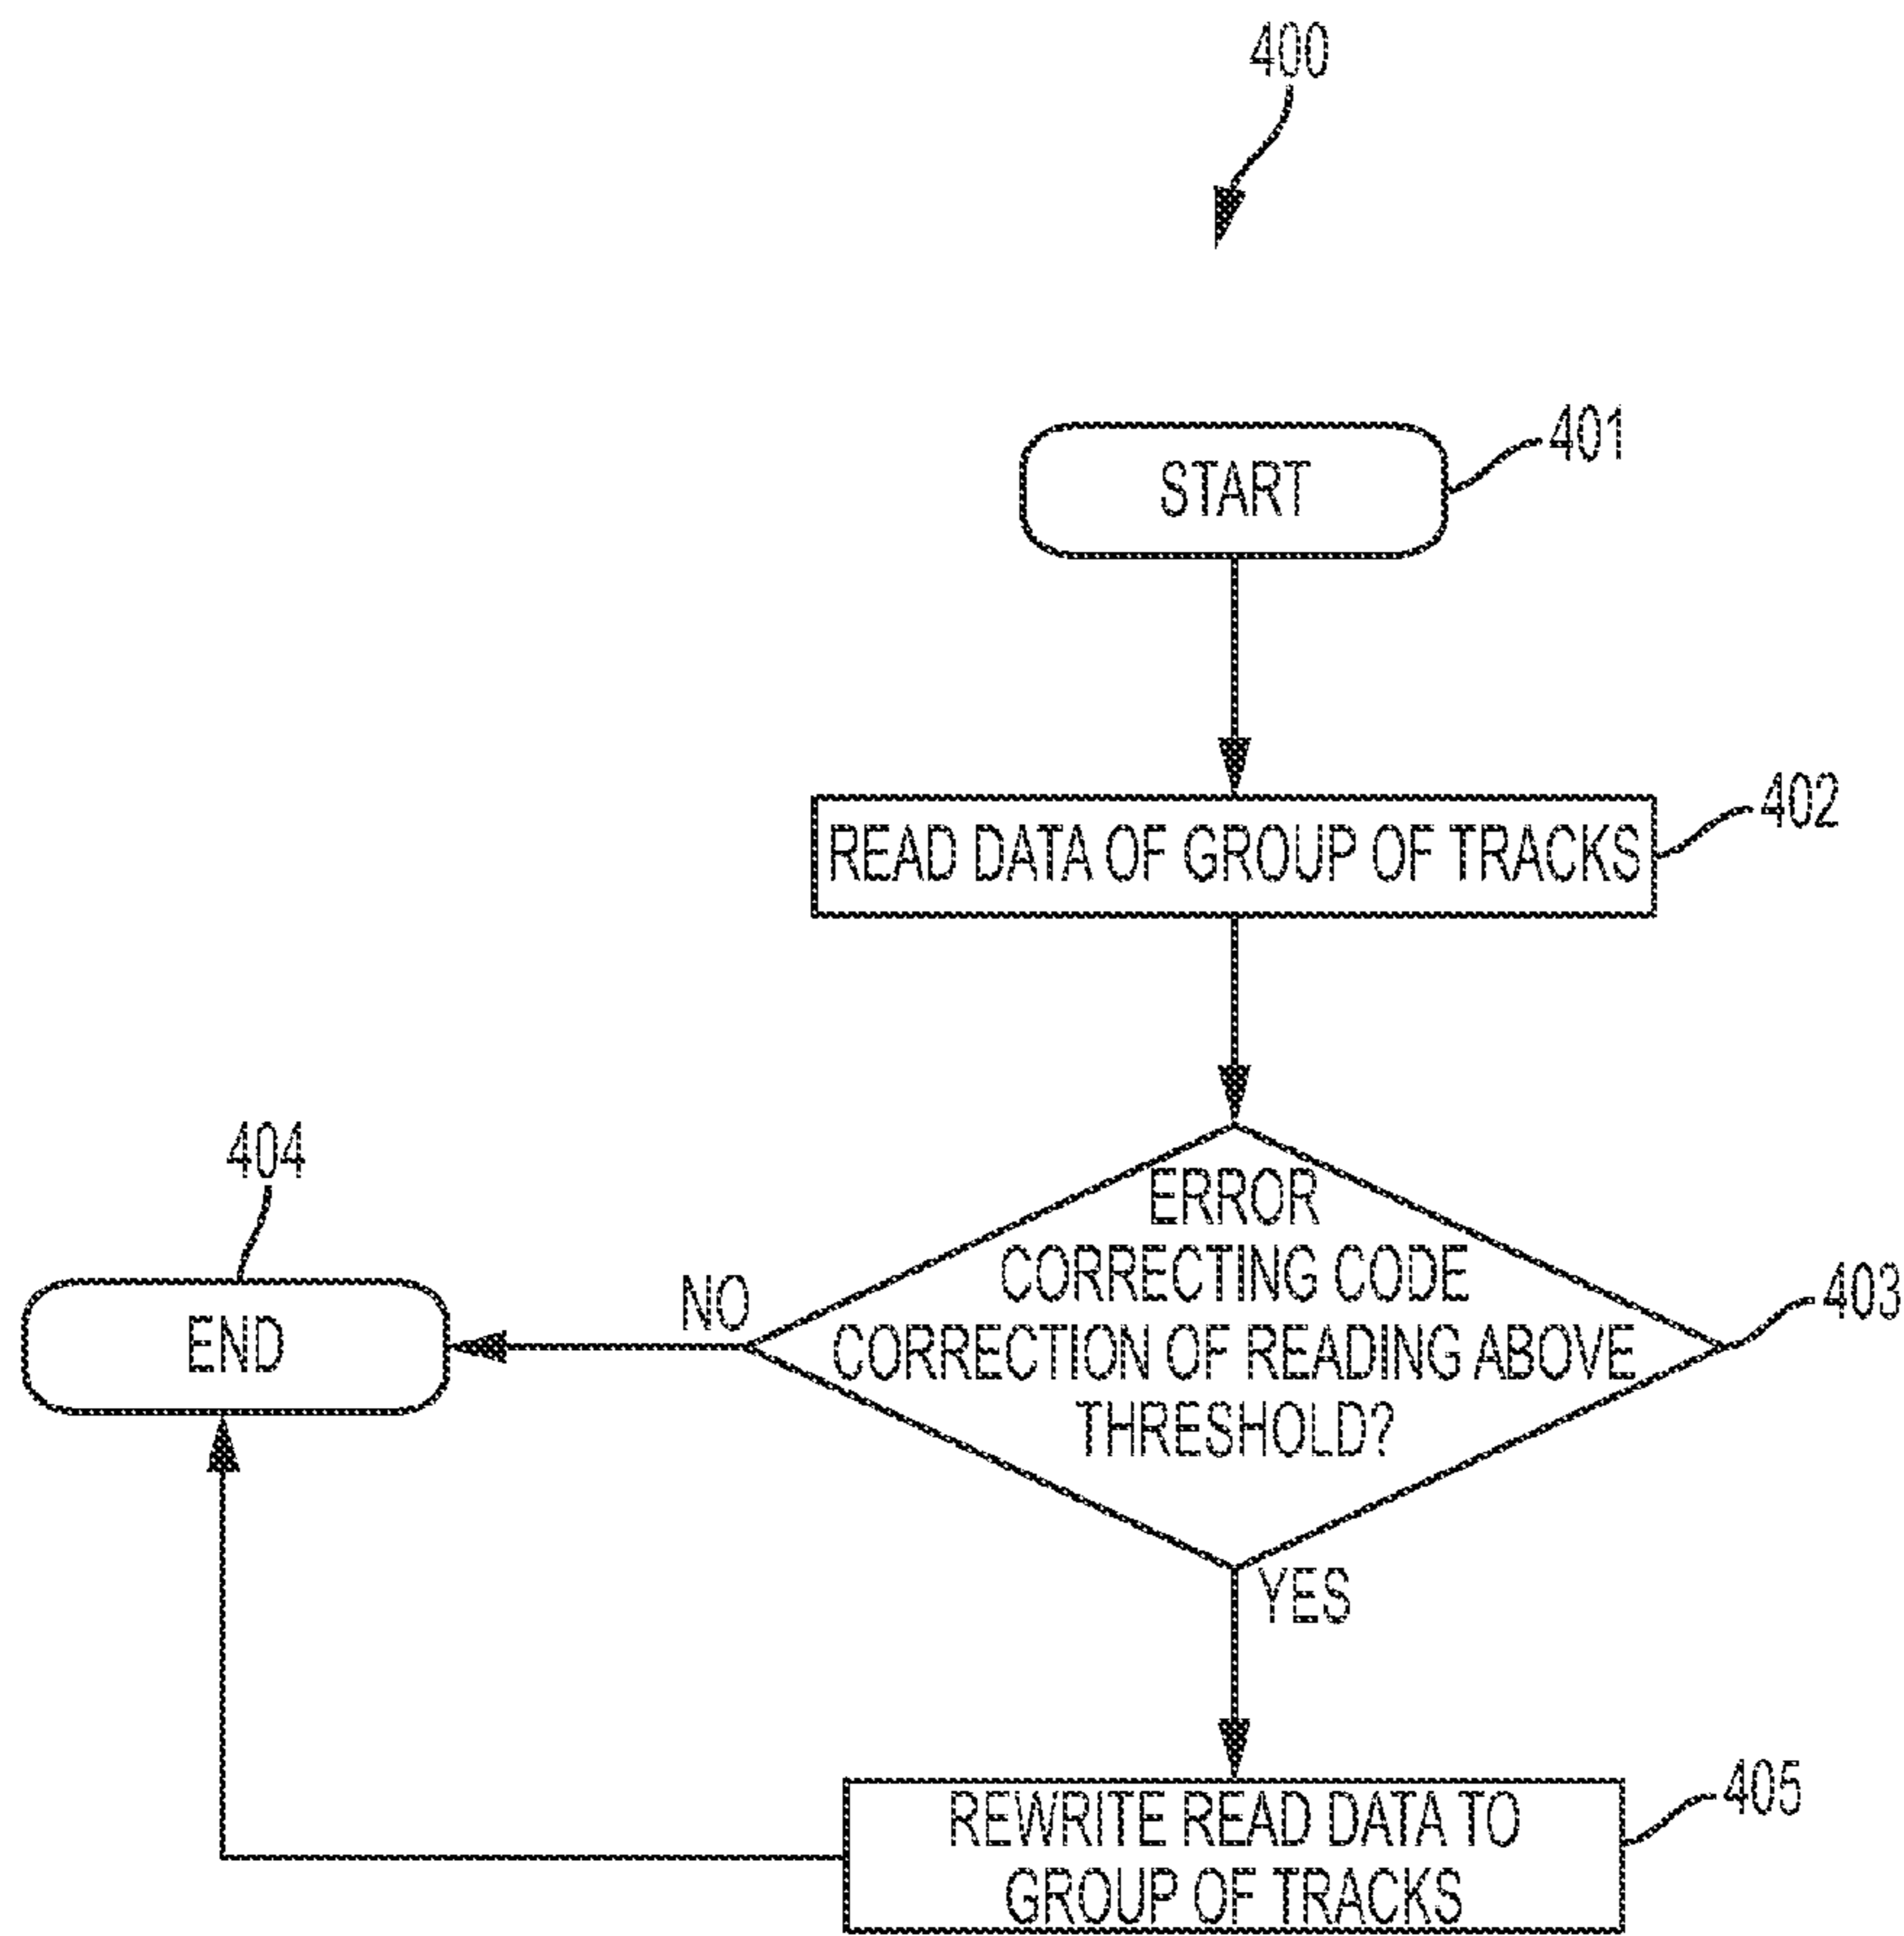 400
START
401
READ DATA OF GROUP OF TRACKS
402
ERROR
CORRECTING CODE
CORRECTION OF READING ABOVE
THRESHOLD?
403
NO
404
END
YES
REWRITE READ DATA TO
GROUP OF TRACKS
405